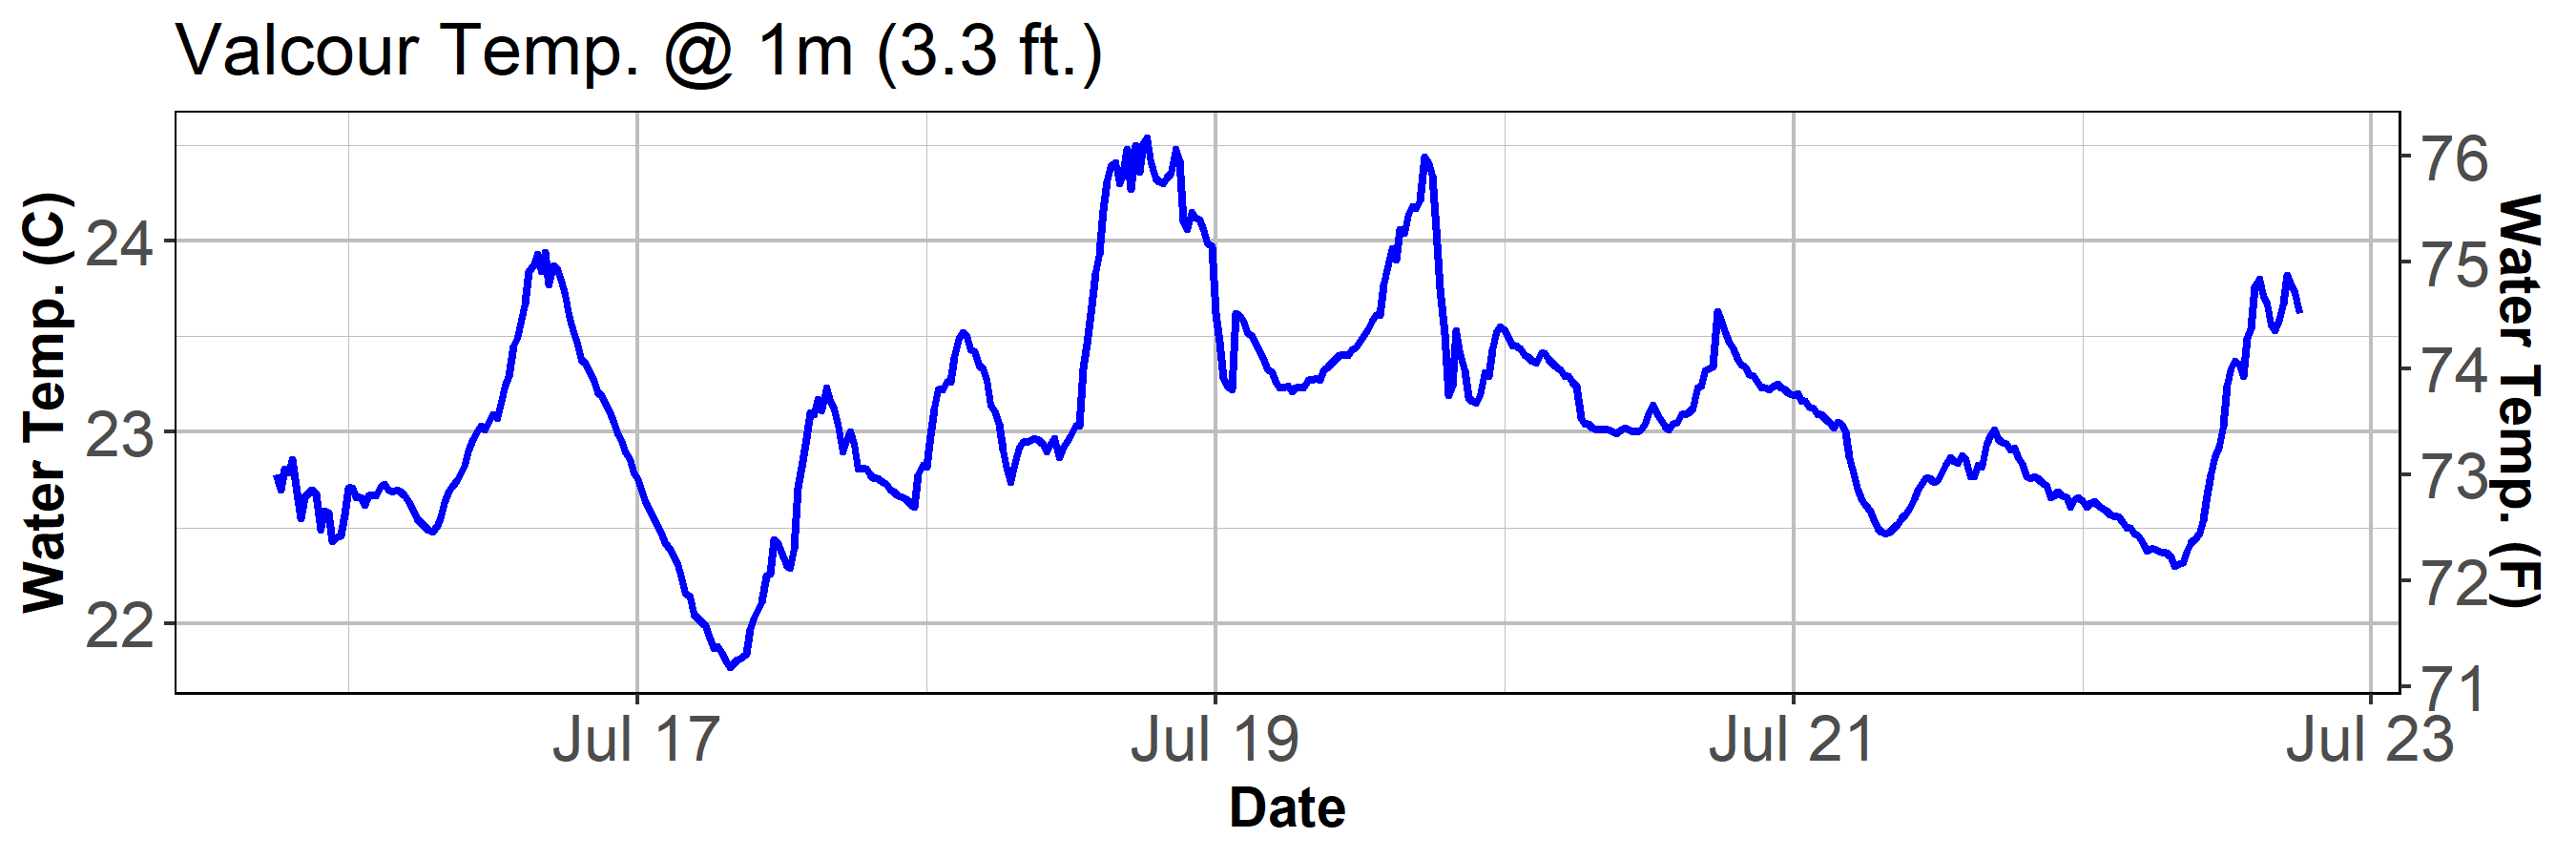 Valcour Temp. @ 1m (3.3 ft.)
Water Temp. (C)
24
23
22
76
75
74
73
72
71
Water Temp. (F)
Jul 17
Jul 19
Jul 21
Jul 23
Date